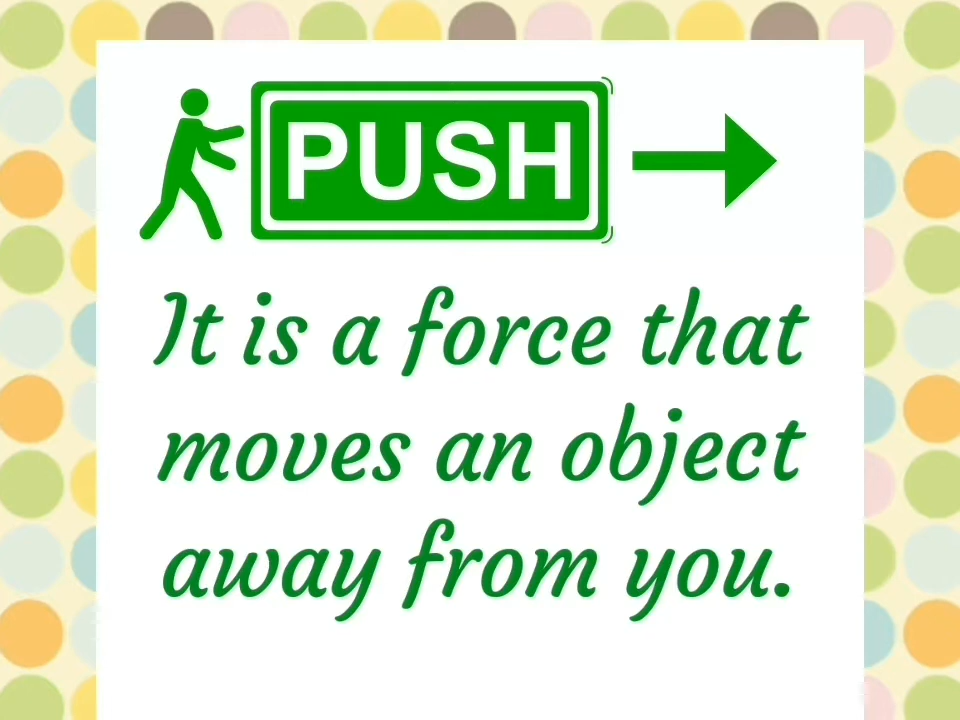 PUSH
It is a force that
moves an object
away from you.